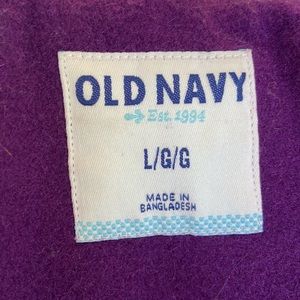 OLD NAVY
Est. 1994
L/G/G
MADE IN
BANGLADESH